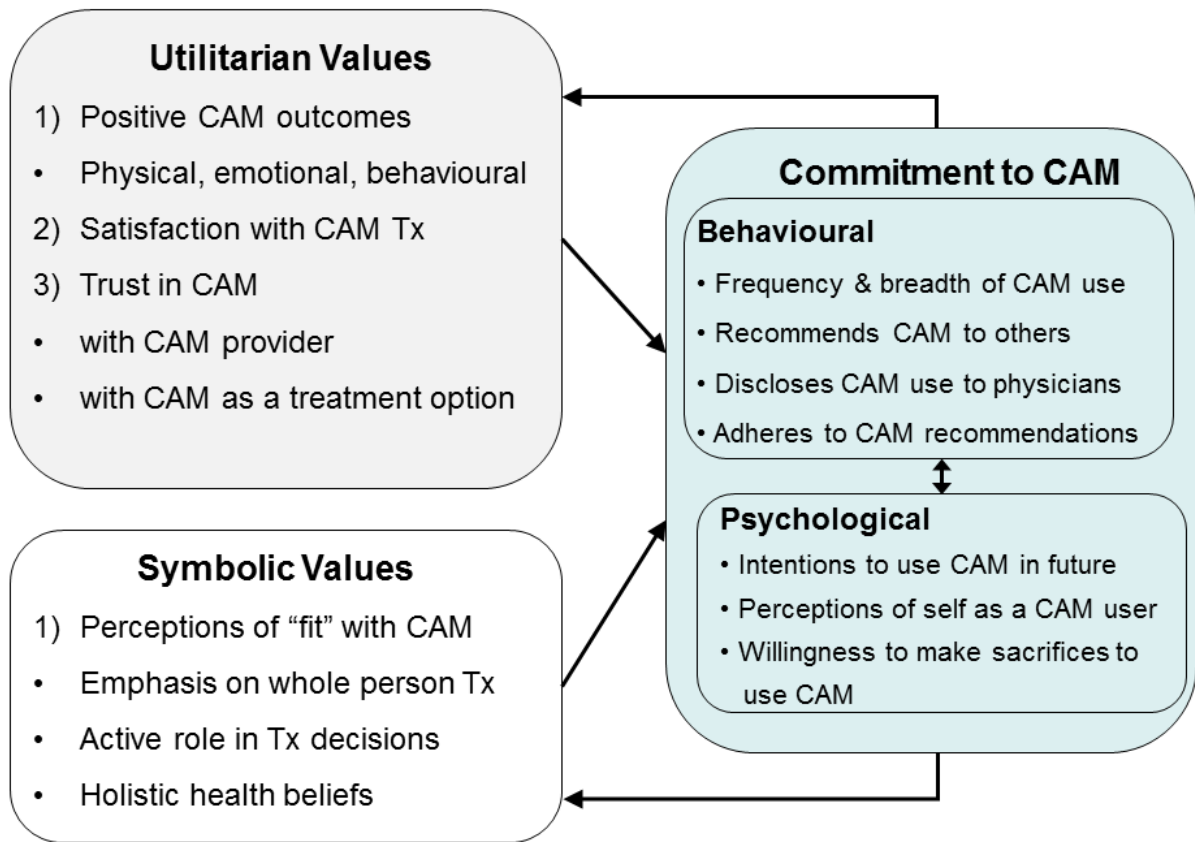 Utilitarian Values
1) Positive CAM outcomes
• Physical, emotional, behavioural
2) Satisfaction with CAM Tx
3) Trust in CAM
• with CAM provider
• with CAM as a treatment option
Symbolic Values
1) Perceptions of “fit” with CAM
• Emphasis on whole person Tx
• Active role in Tx decisions
• Holistic health beliefs
Commitment to CAM
Behavioural
• Frequency & breadth of CAM use
• Recommends CAM to others
• Discloses CAM use to physicians
• Adheres to CAM recommendations
Psychological
• Intentions to use CAM in future
• Perceptions of self as a CAM user
• Willingness to make sacrifices to
use CAM